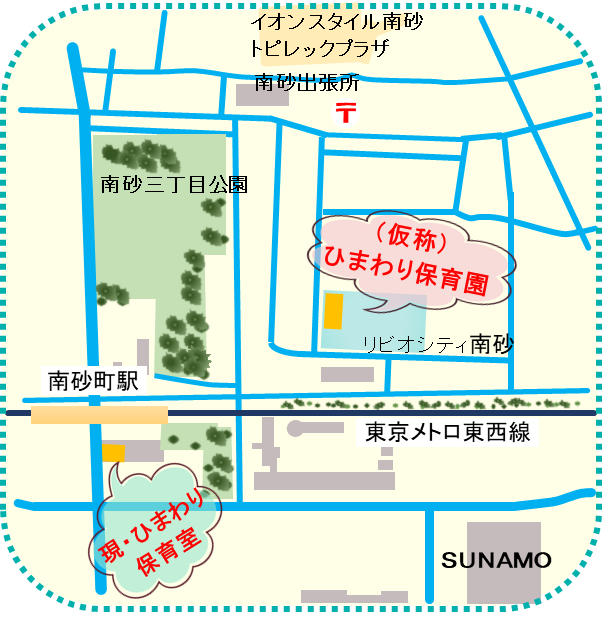 イオンスタイル南砂
トピレックプラザ
南砂出張所
〒
南砂三丁目公園
（仮称）
ひまわり保育園
リビオシティ南砂
南砂町駅
東京メトロ東西線
現・ひまわり
保育室
SUNAMO